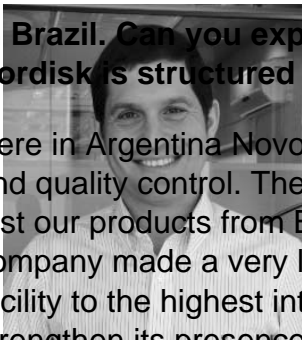 Brazil. Can you exp
ordisk is structured
ere in Argentina Novo
nd quality control. The
st our products from E
ompany made a very l
cility to the highest int
rengthen its presence